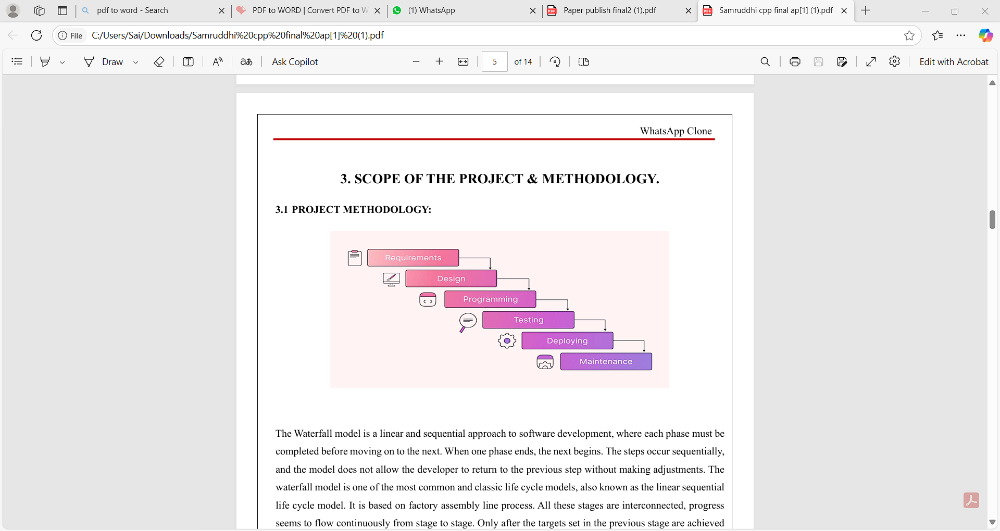 pdf to word - Search
PDF to WORD | Convert PDF to W
(1) WhatsApp
Paper publish final2 (1).pdf
Samruddhi cpp final ap[1] (1).pdf
File
C:/Users/Sai/Downloads/Samruddhi%20cpp%20final%20ap[1]%20(1).pdf
Draw
Ask Copilot
5 of 14
Edit with Acrobat
WhatsApp Clone
3. SCOPE OF THE PROJECT & METHODOLOGY.
3.1 PROJECT METHODOLOGY:
Requirements
Design
Programming
Testing
Deploying
Maintenance
The Waterfall model is a linear and sequential approach to software development, where each phase must be
completed before moving on to the next. When one phase ends, the next begins. The steps occur sequentially,
and the model does not allow the developer to return to the previous step without making adjustments. The
waterfall model is one of the most common and classic life cycle models, also known as the linear sequential
life cycle model. It is based on factory assembly line process. All these stages are interconnected, progress
seems to flow continuously from stage to stage. Only after the targets set in the previous stage are achieved